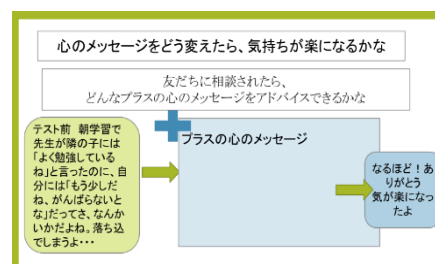 心のメッセージをどう変えたら、気持ちが楽になるかな
友だちに相談されたら、
どんなプラスの心のメッセージをアドバイスできるかな
テスト前　朝学習で
先生が隣の子には
「よく勉強している
ね」と言ったのに、自
分には「もう少しだ
ね、がんばらないと
な」だってさ、なんか
いかだよね。落ち込
でしまうよ・・・
プラスの心のメッセージ
なるほど！あ
りがとう
気が楽になっ
たよ